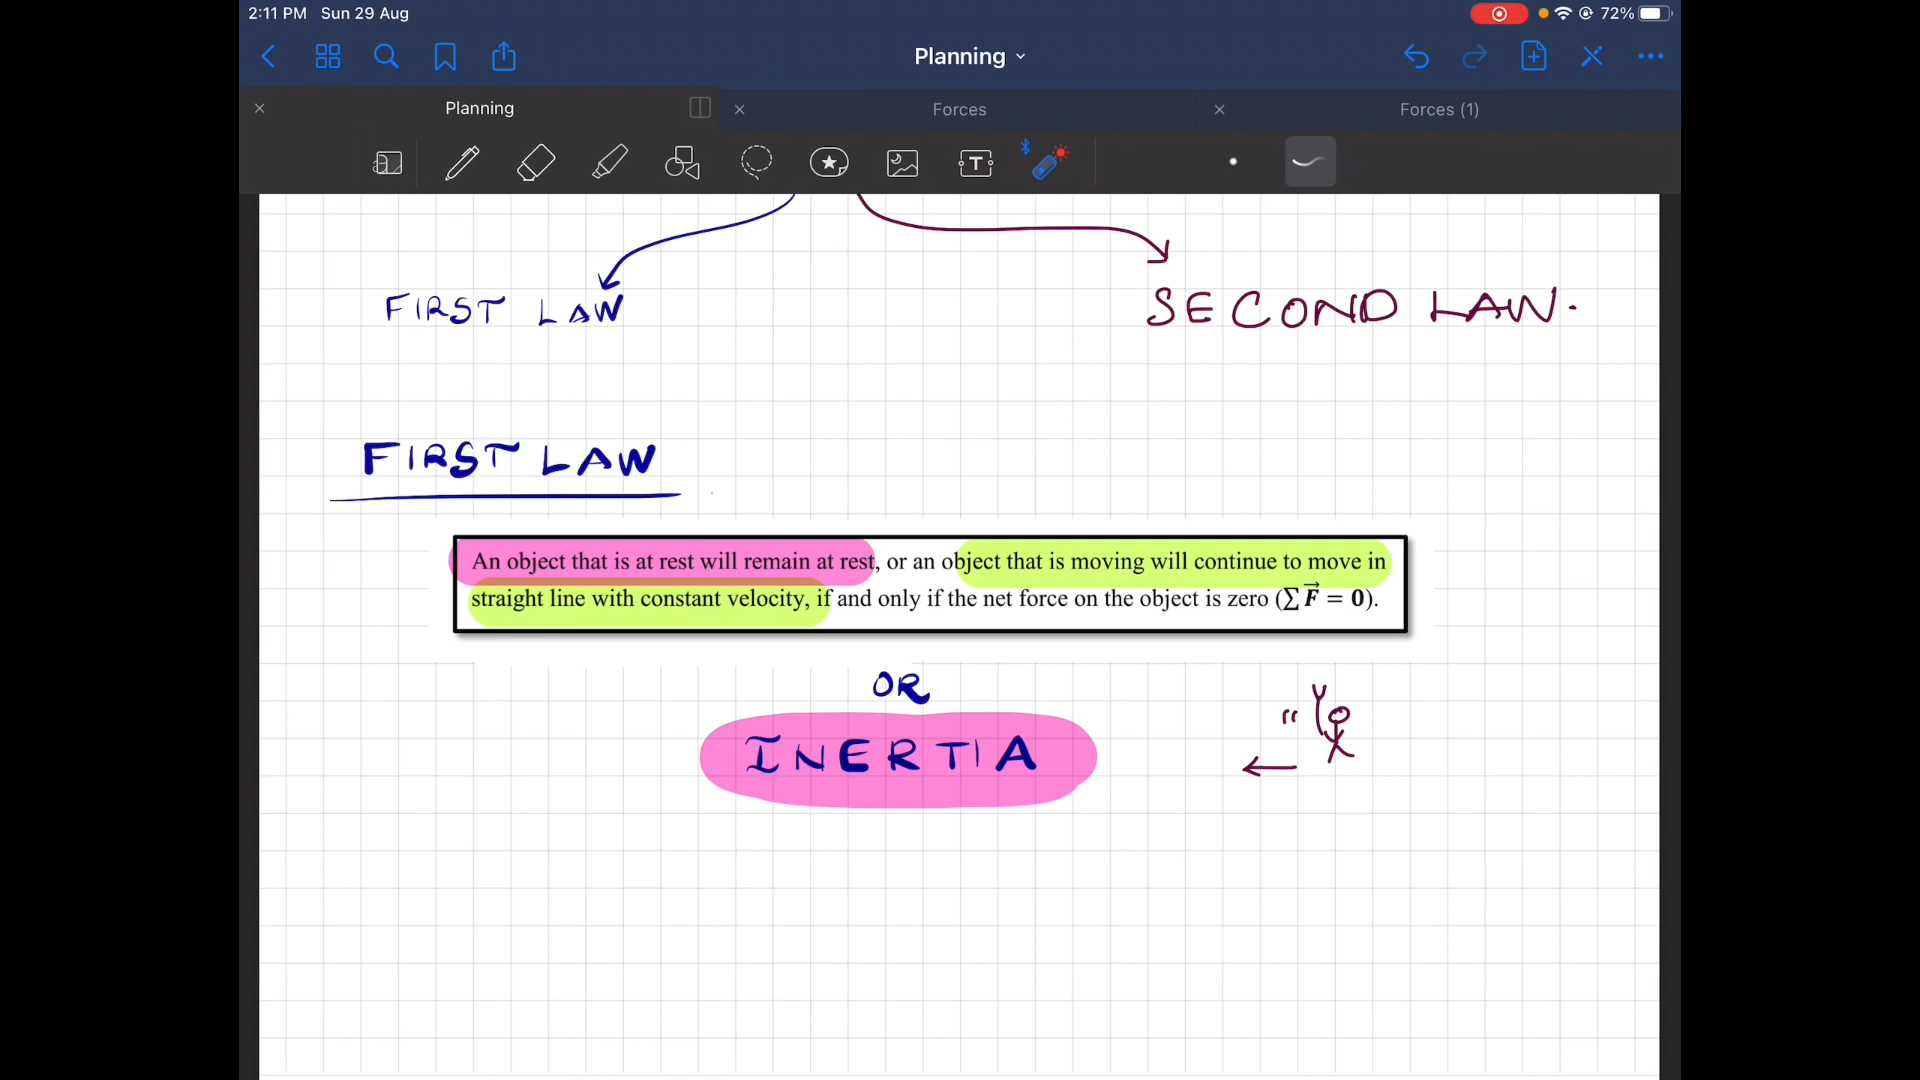 2:11 PM Sun 29 Aug 72%
Planning
Planning Forces Forces (1)
FIRST LAW SECOND LAW.
FIRST LAW
An object that is at rest will remain at rest, or an object that is moving will continue to move in
straight line with constant velocity, if and only if the net force on the object is zero (∑F⃗ = 0).
OR
INERTIA